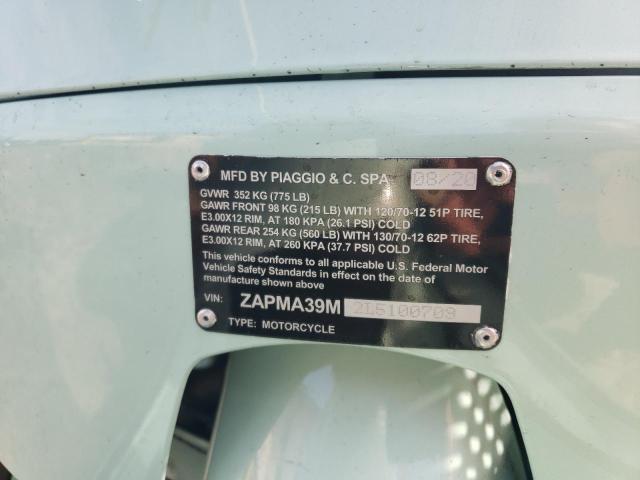 MFD BY PIAGGIO & C. SPA 08/20
GVWR 352 KG (775 LB)
GAWR FRONT 98 KG (215 LB) WITH 120/70-12 51P TIRE,
E3.00X12 RIM, AT 180 KPA (26.1 PSI) COLD
GAWR REAR 254 KG (560 LB) WITH 130/70-12 62P TIRE,
E3.00X12 RIM, AT 260 KPA (37.7 PSI) COLD
This vehicle conforms to all applicable U.S. Federal Motor
Vehicle Safety Standards in effect on the date of
manufacture shown above
VIN: ZAPMA39M 2L5100709
TYPE: MOTORCYCLE